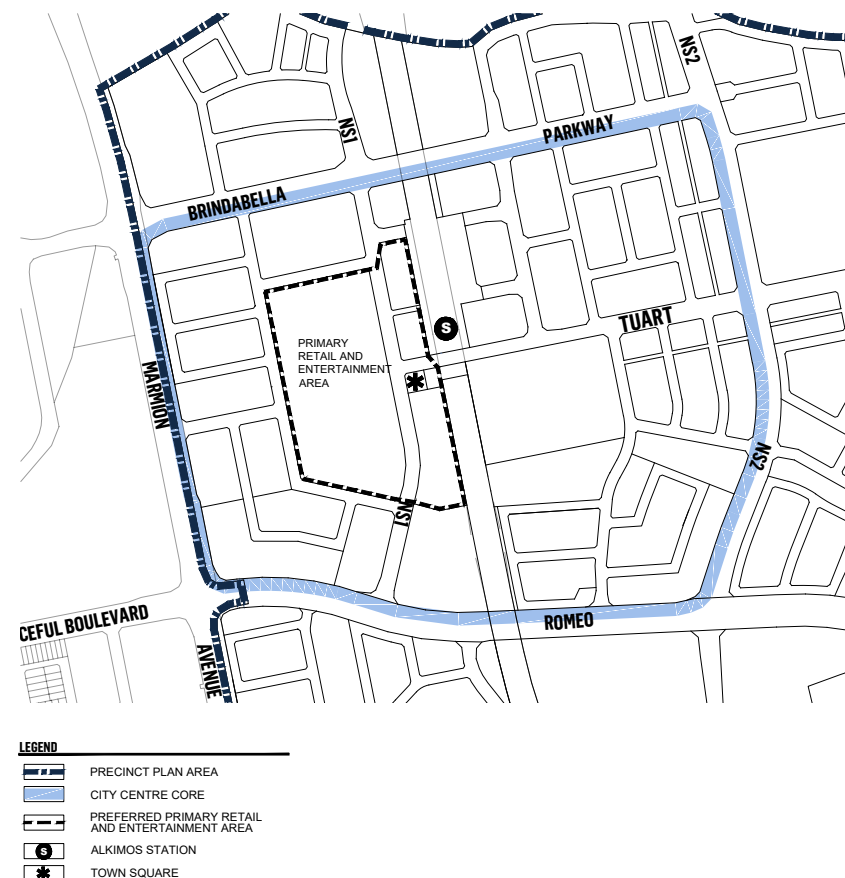 NS2
NS1
PARKWAY
BRINDABELLA
S
TUART
PRIMARY
RETAIL AND
ENTERTAINMENT
AREA
MARMION
NS2
NS1
CEFUL BOULEVARD
ROMEO
AVENUE
LEGEND
PRECINCT PLAN AREA
CITY CENTRE CORE
PREFERRED PRIMARY RETAIL
AND ENTERTAINMENT AREA
S
ALKIMOS STATION
TOWN SQUARE